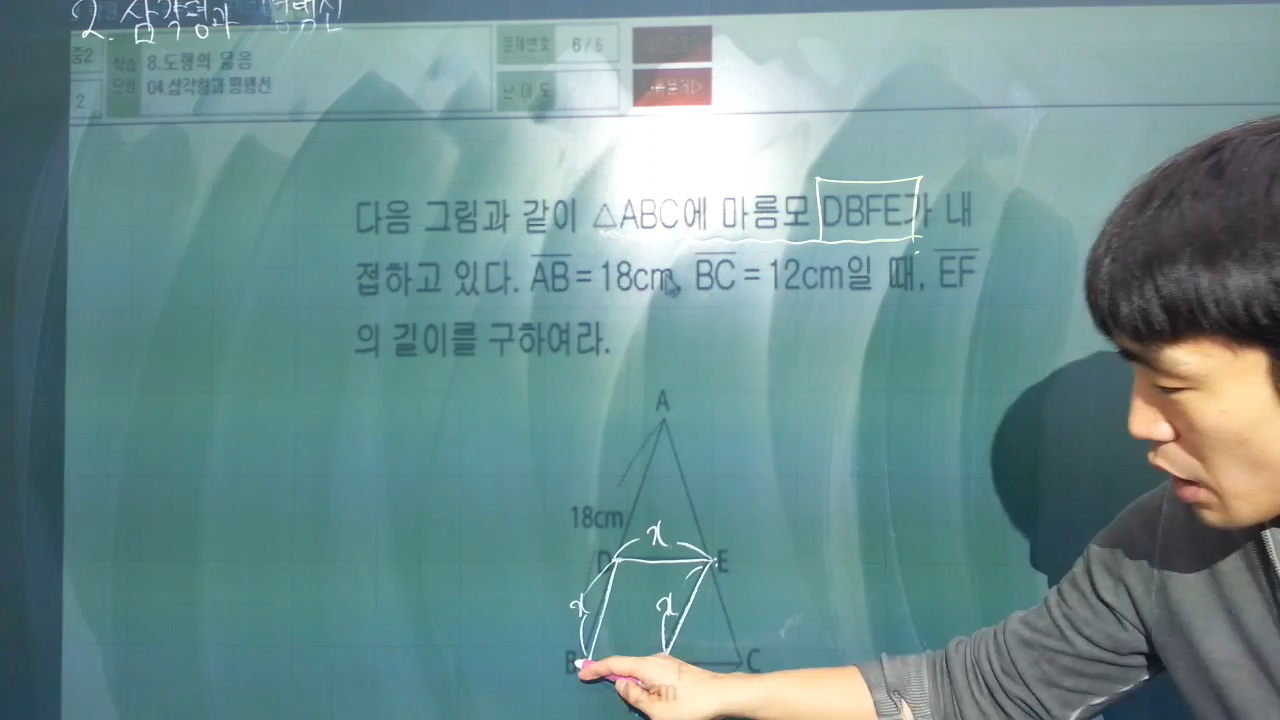 2. 삼각형과 평행선
중2 학습 8.도형의 닮음 문제번호 6/6
2 단원 04.삼각형과 평행선 난이도
다음 그림과 같이 △ABC에 마름모 DBFE가 내
접하고 있다. AB=18cm, BC=12cm일 때, EF
의 길이를 구하여라.
A
18cm
x
D E
x x
B C